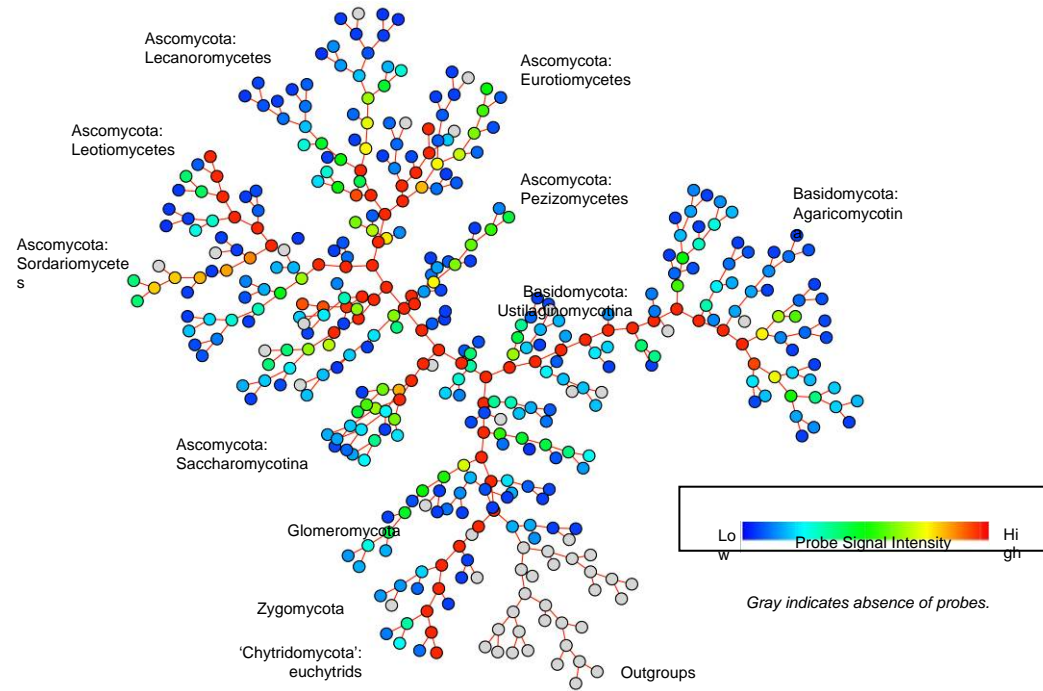 Ascomycota:
Lecanoromycetes
Ascomycota:
Eurotiomycetes
Ascomycota:
Leotiomycetes
Ascomycota:
Pezizomycetes
Basidomycota:
Agaricomycotin
a
Ascomycota:
Sordariomycete
s
Basidomycota:
Ustilaginomycotina
Ascomycota:
Saccharomycotina
Glomeromycota
Lo
w
Probe Signal Intensity
Hi
gh
Gray indicates absence of probes.
Zygomycota
‘Chytridomycota’:
euchytrids
Outgroups